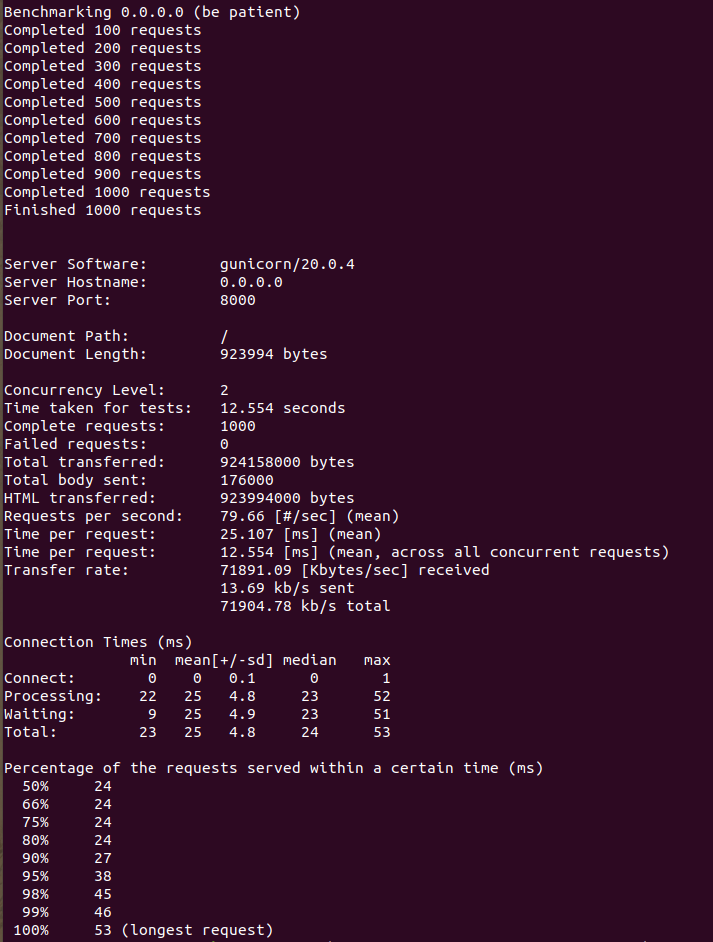 Benchmarking 0.0.0.0 (be patient)
Completed 100 requests
Completed 200 requests
Completed 300 requests
Completed 400 requests
Completed 500 requests
Completed 600 requests
Completed 700 requests
Completed 800 requests
Completed 900 requests
Completed 1000 requests
Finished 1000 requests
Server Software:        gunicorn/20.0.4
Server Hostname:        0.0.0.0
Server Port:            8000
Document Path:          /
Document Length:        923994 bytes
Concurrency Level:      2
Time taken for tests:   12.554 seconds
Complete requests:      1000
Failed requests:        0
Total transferred:      924158000 bytes
Total body sent:        176000
HTML transferred:       923994000 bytes
Requests per second:    79.66 [#/sec] (mean)
Time per request:       25.107 [ms] (mean)
Time per request:       12.554 [ms] (mean, across all concurrent requests)
Transfer rate:          71891.09 [Kbytes/sec] received
                        13.69 kb/s sent
                        71904.78 kb/s total
Connection Times (ms)
              min  mean[+/-sd] median   max
Connect:        0    0   0.1      0       1
Processing:    22   25   4.8     23      52
Waiting:        9   25   4.9     23      51
Total:         23   25   4.8     24      53
Percentage of the requests served within a certain time (ms)
  50%     24
  66%     24
  75%     24
  80%     24
  90%     27
  95%     38
  98%     45
  99%     46
 100%     53 (longest request)